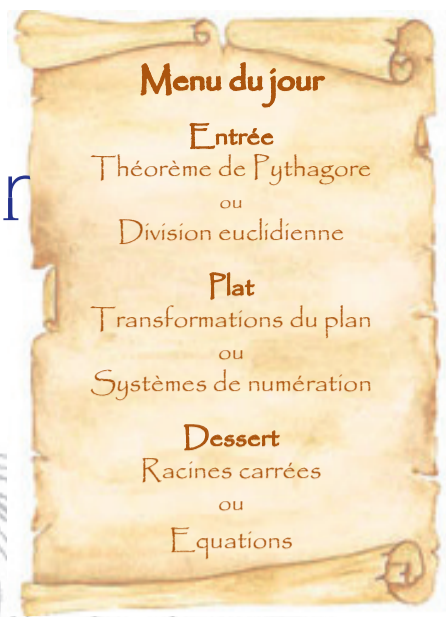 Menu du jour
Entrée
Théorème de Pythagore
ou
Division euclidienne
Plat
Transformations du plan
ou
Systèmes de numération
Dessert
Racines carrées
ou
Equations